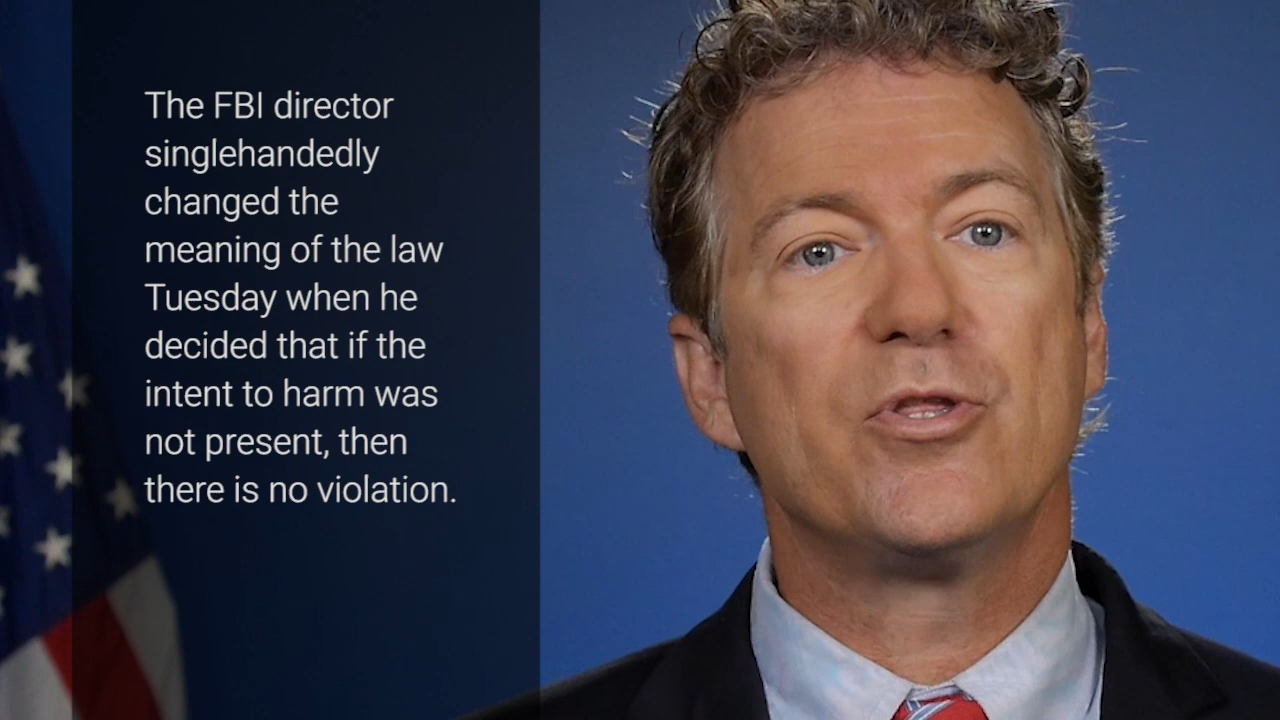 The FBI director
singlehandedly
changed the
meaning of the law
Tuesday when he
decided that if the
intent to harm was
not present, then
there is no violation.